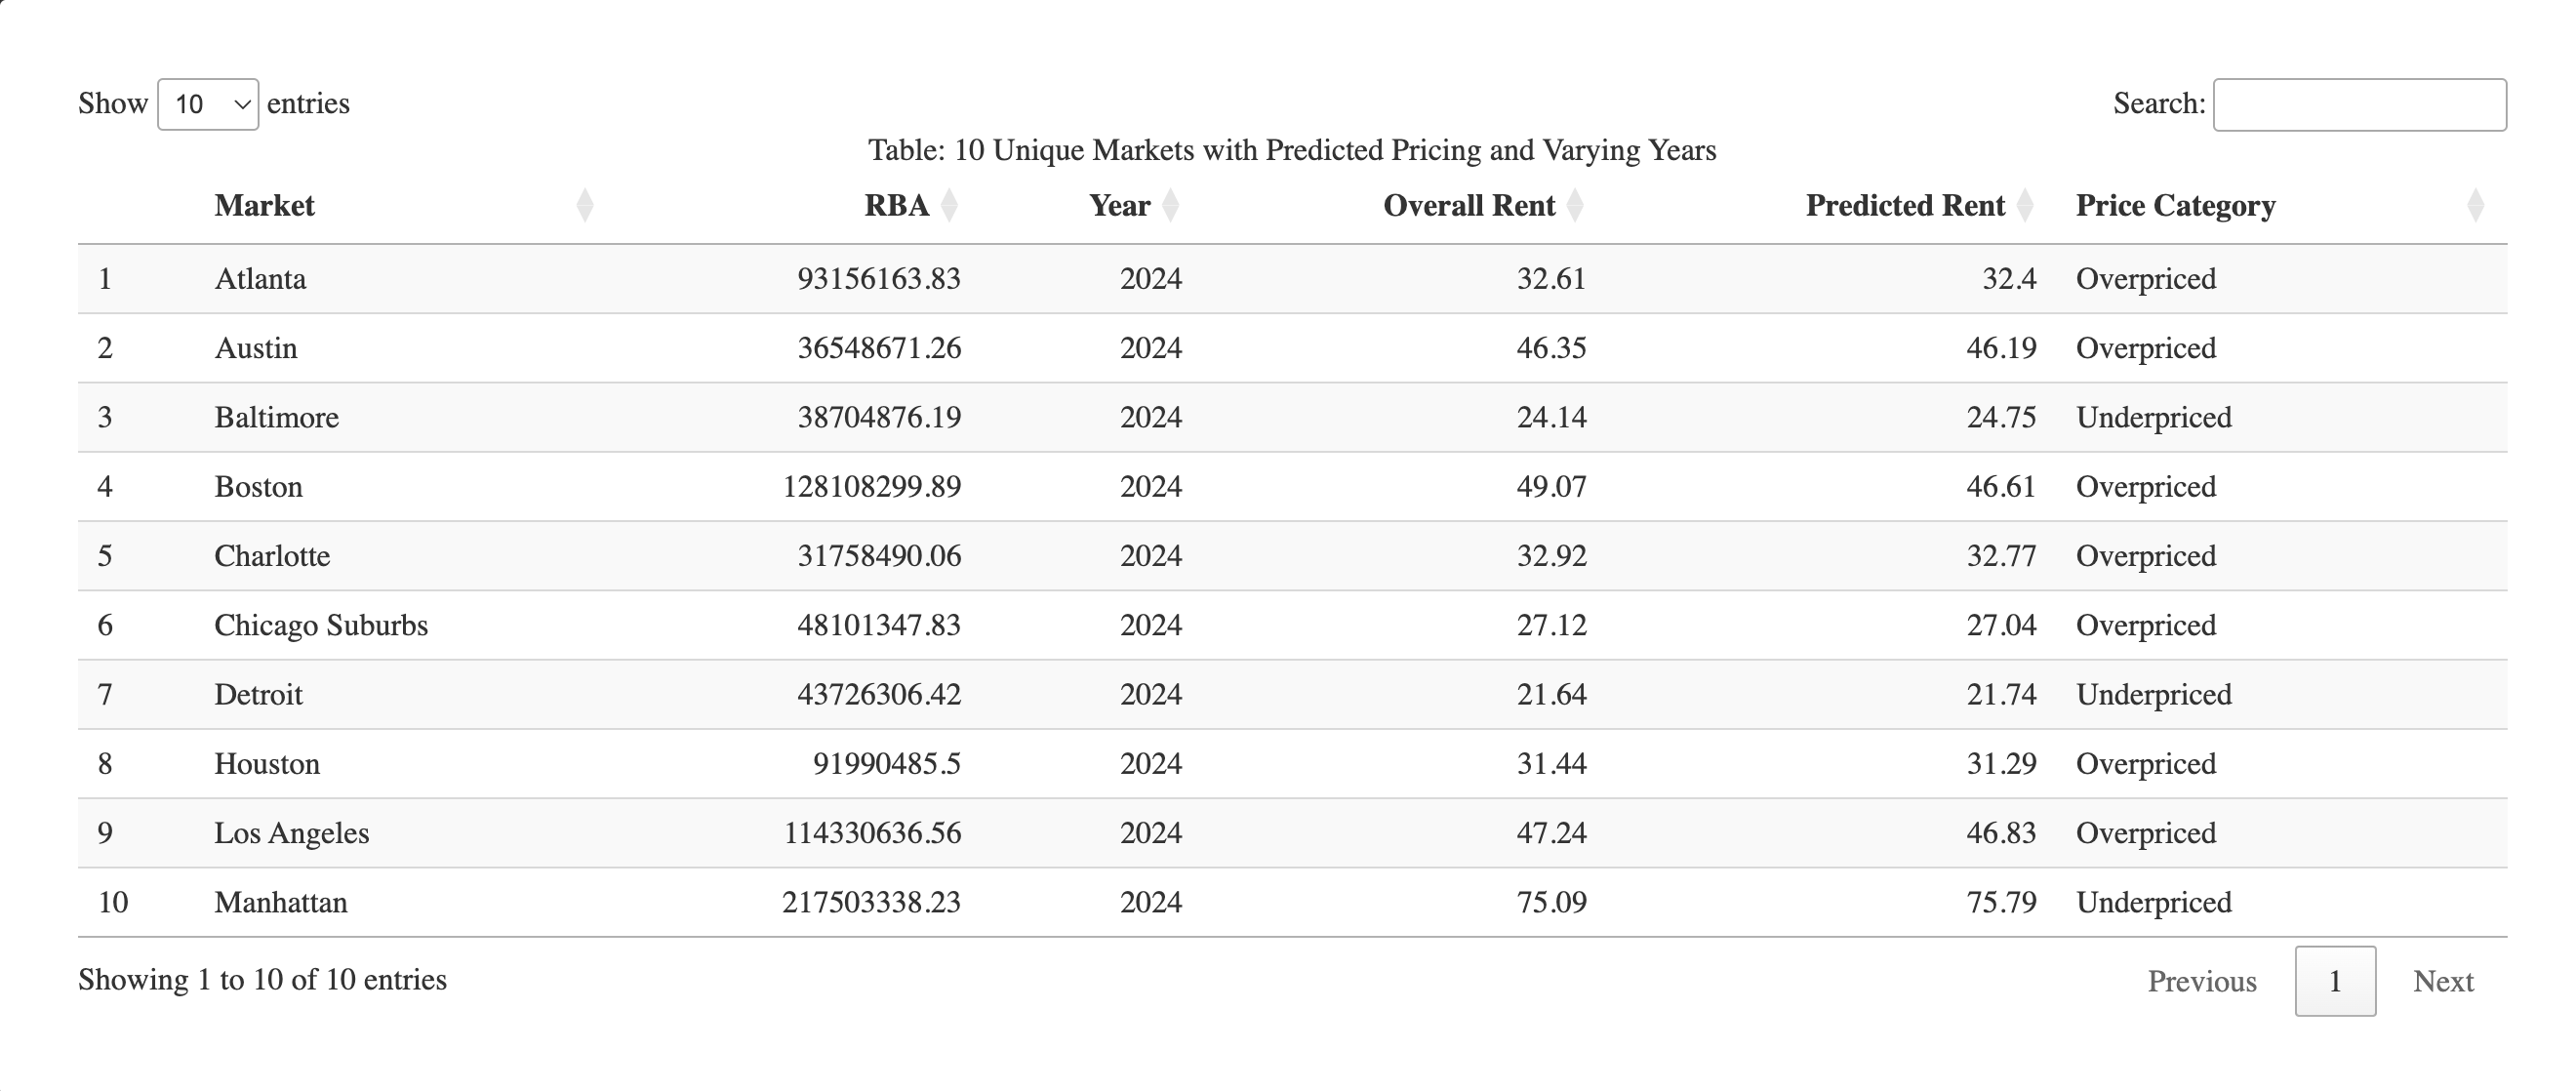 Show 10 entries Search:
Table: 10 Unique Markets with Predicted Pricing and Varying Years
Market RBA Year Overall Rent Predicted Rent Price Category
1 Atlanta 93156163.83 2024 32.61 32.4 Overpriced
2 Austin 36548671.26 2024 46.35 46.19 Overpriced
3 Baltimore 38704876.19 2024 24.14 24.75 Underpriced
4 Boston 128108299.89 2024 49.07 46.61 Overpriced
5 Charlotte 31758490.06 2024 32.92 32.77 Overpriced
6 Chicago Suburbs 48101347.83 2024 27.12 27.04 Overpriced
7 Detroit 43726306.42 2024 21.64 21.74 Underpriced
8 Houston 91990485.5 2024 31.44 31.29 Overpriced
9 Los Angeles 114330636.56 2024 47.24 46.83 Overpriced
10 Manhattan 217503338.23 2024 75.09 75.79 Underpriced
Showing 1 to 10 of 10 entries Previous 1 Next